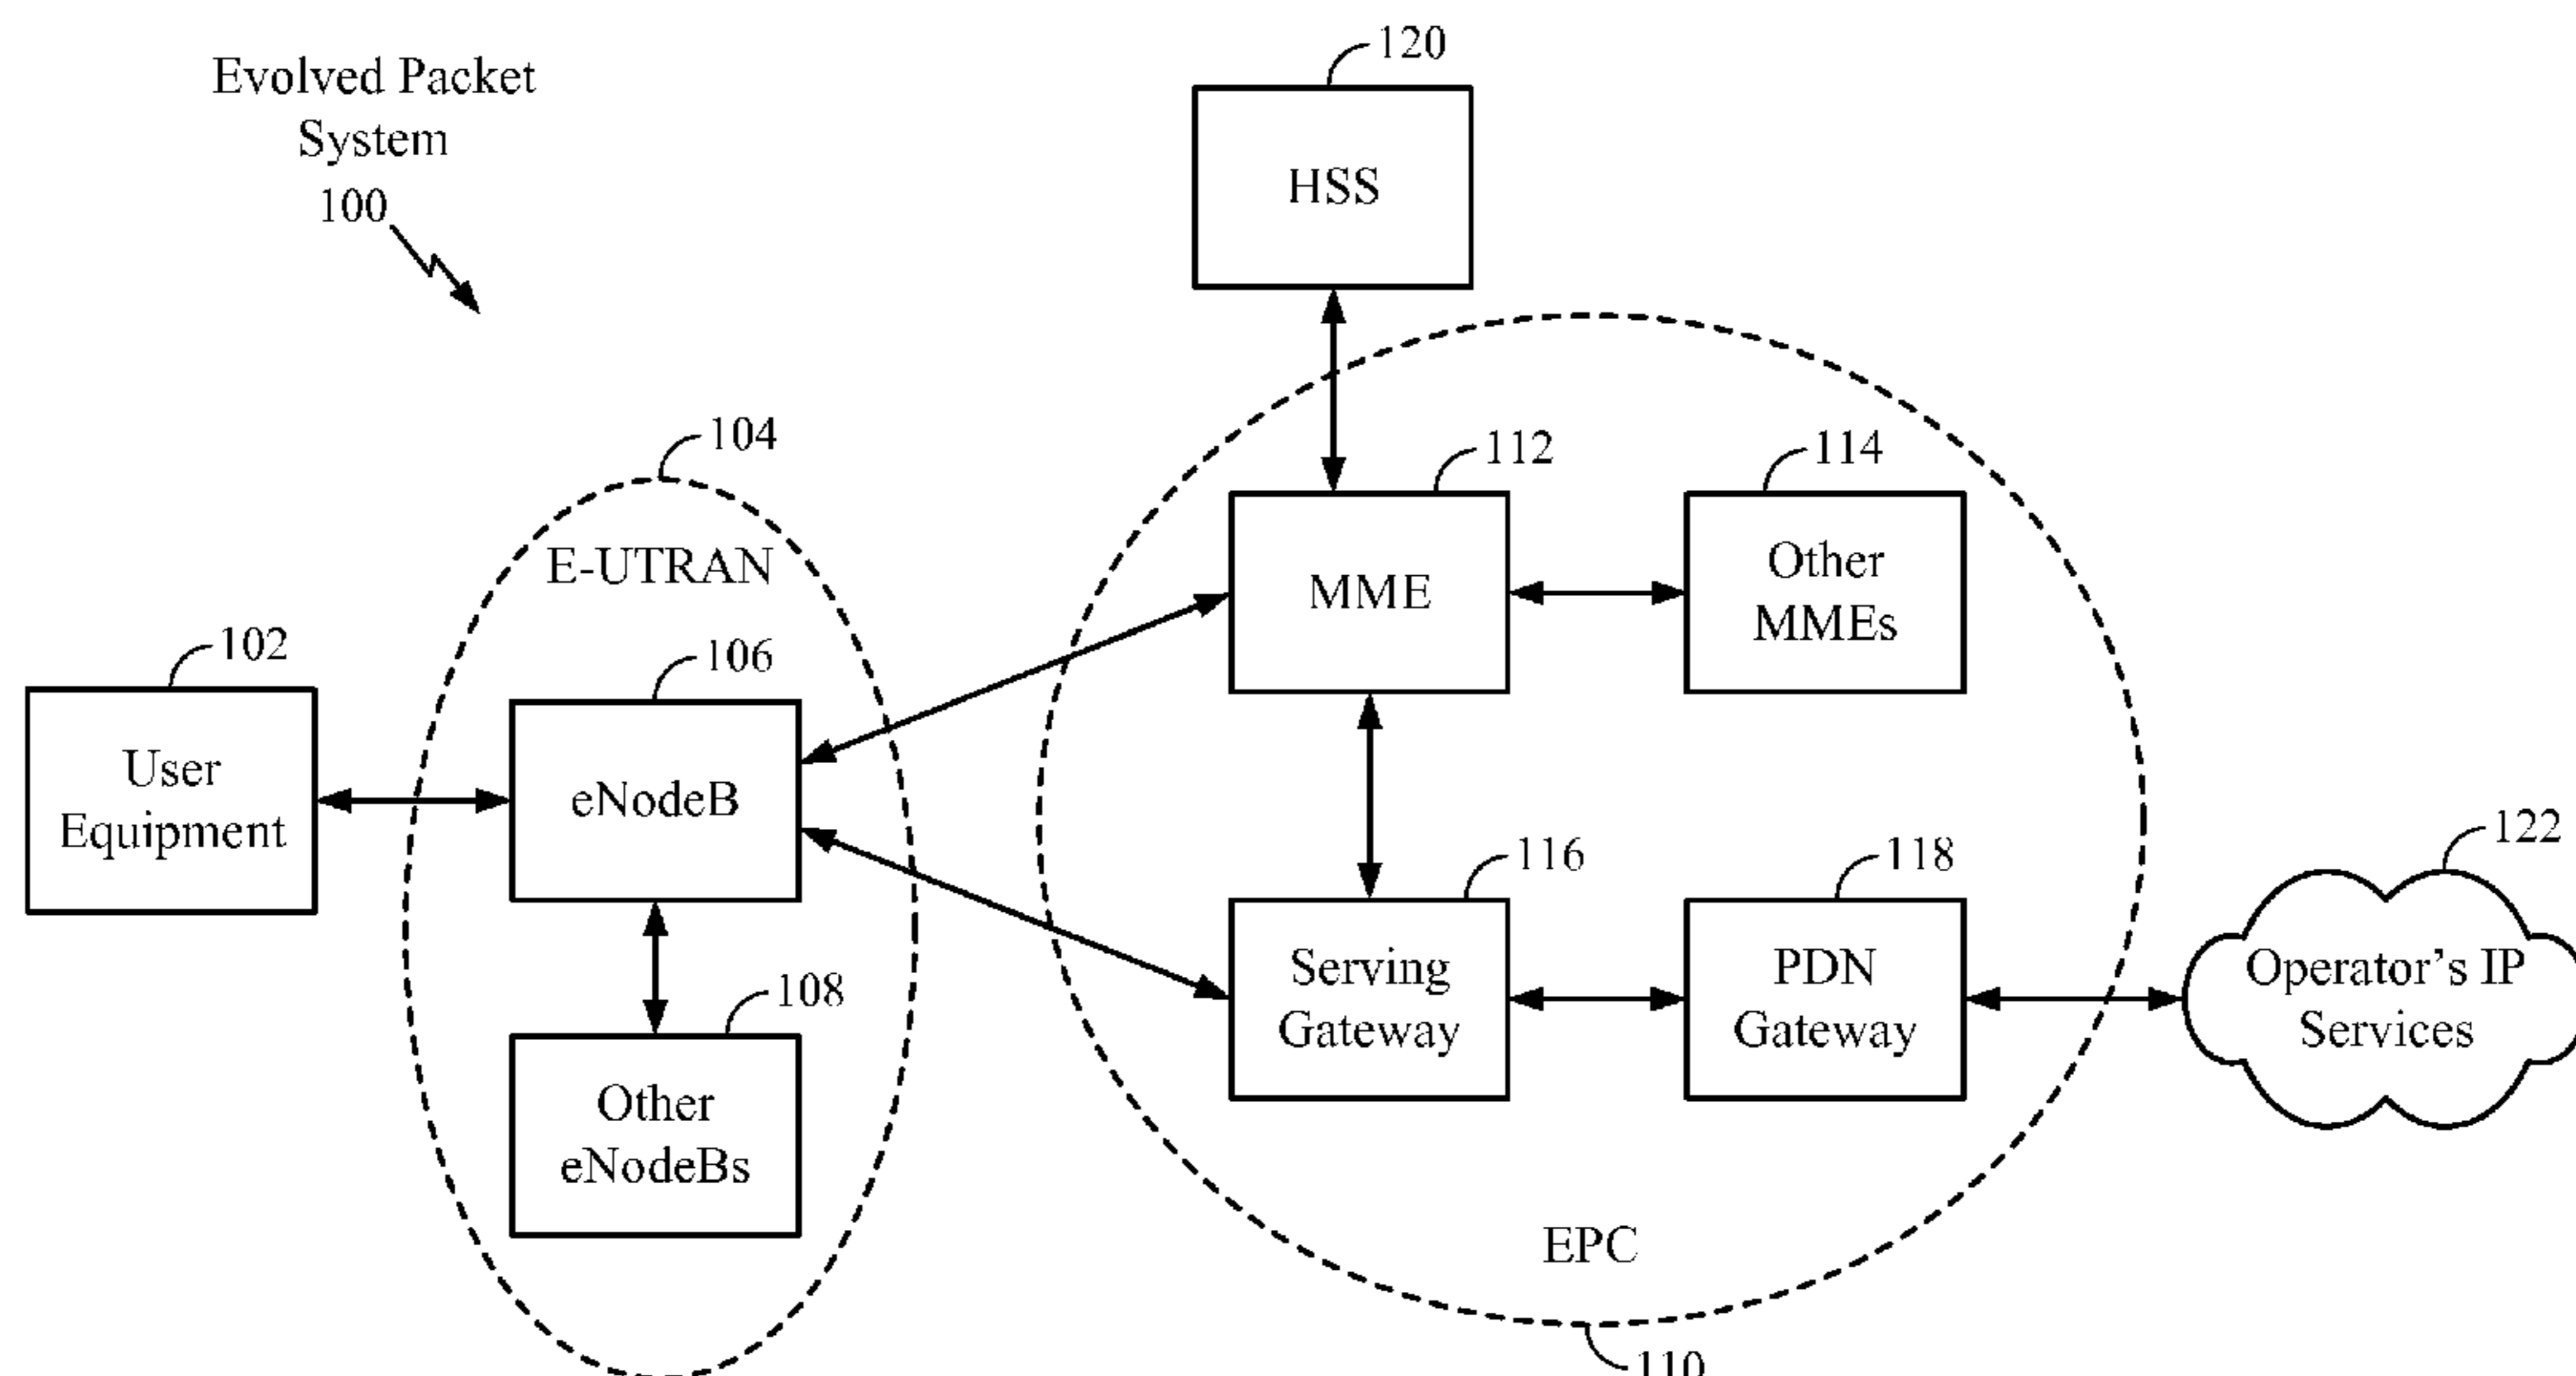 Evolved Packet
System
100
120
HSS
104
E-UTRAN
112
MME
114
Other
MMEs
102
User
Equipment
106
eNodeB
108
Other
eNodeBs
116
Serving
Gateway
118
PDN
Gateway
122
Operator’s IP
Services
EPC
110